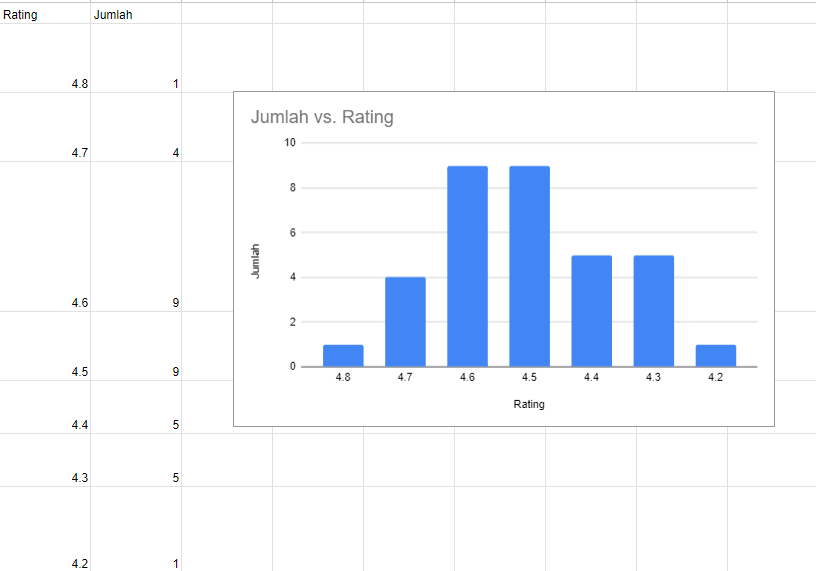 Rating Jumlah
4.8 1
4.7 4
4.6 9
4.5 9
4.4 5
4.3 5
4.2 1
Jumlah vs. Rating
10
8
6
4
2
0
Jumlah
4.8 4.7 4.6 4.5 4.4 4.3 4.2
Rating